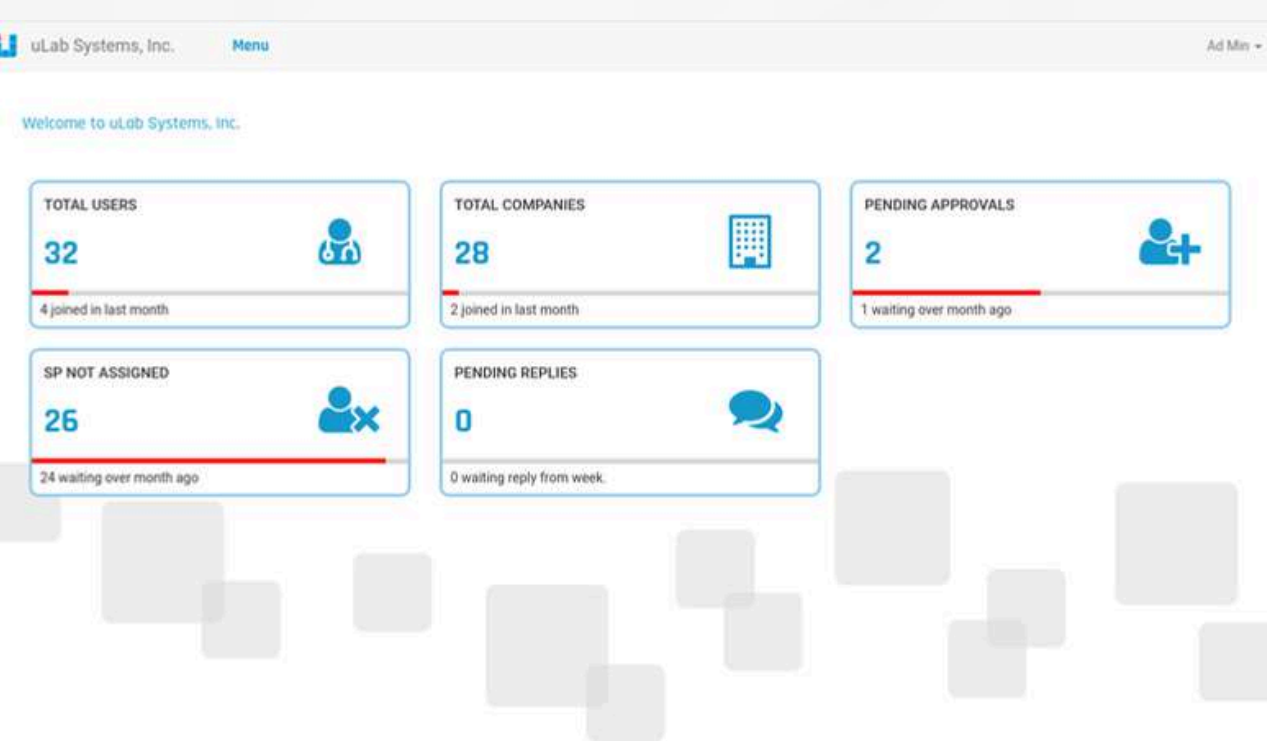 uLab Systems, Inc.
Menu
Ad Min
Welcome to uLab Systems, Inc.
TOTAL USERS
32
4 joined in last month
TOTAL COMPANIES
28
2 joined in last month
PENDING APPROVALS
2
1 waiting over month ago
SP NOT ASSIGNED
26
24 waiting over month ago
PENDING REPLIES
0
0 waiting reply from week.